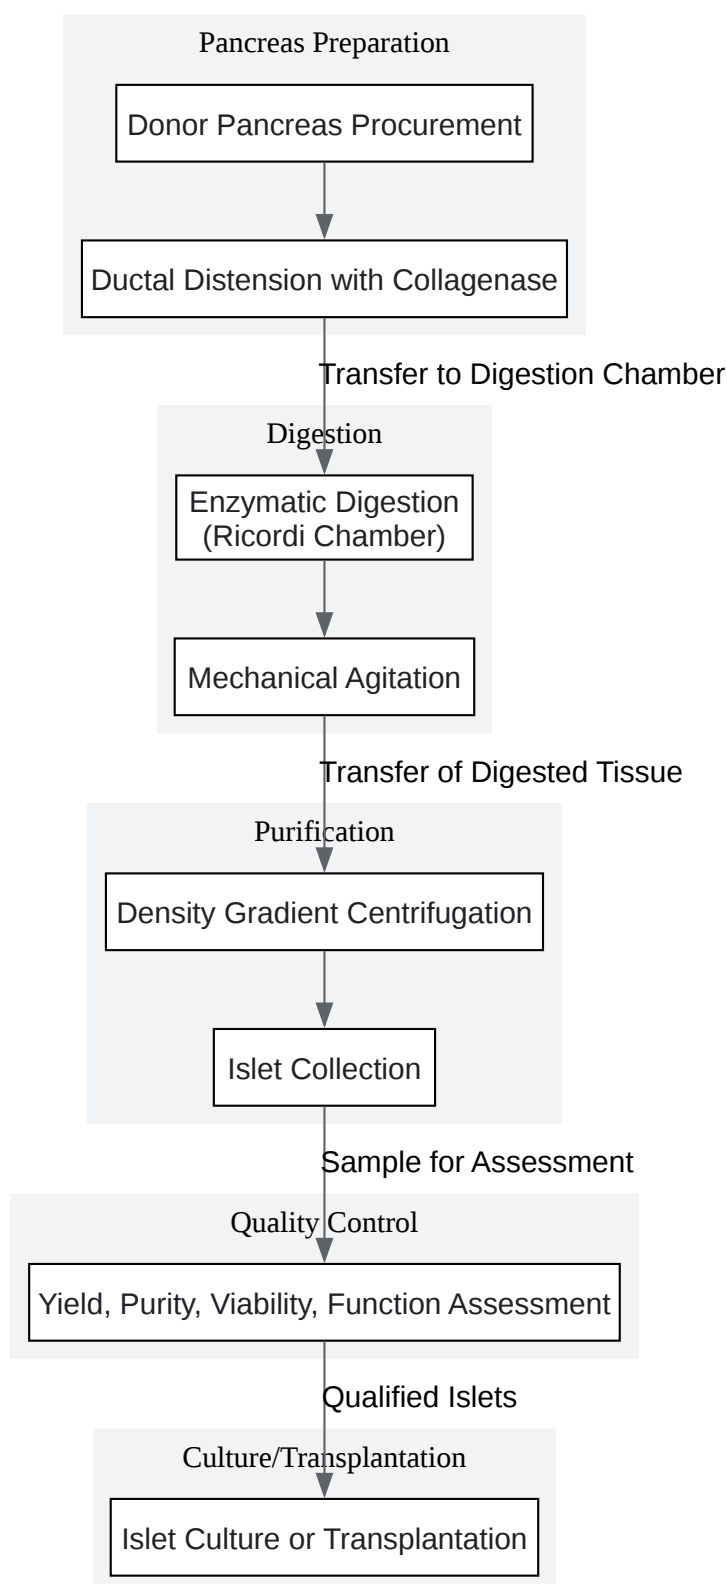 Pancreas Preparation
Donor Pancreas Procurement
Ductal Distension with Collagenase
Transfer to Digestion Chamber
Digestion
Enzymatic Digestion
(Ricordi Chamber)
Mechanical Agitation
Transfer of Digested Tissue
Purification
Density Gradient Centrifugation
Islet Collection
Sample for Assessment
Quality Control
Yield, Purity, Viability, Function Assessment
Qualified Islets
Culture/Transplantation
Islet Culture or Transplantation